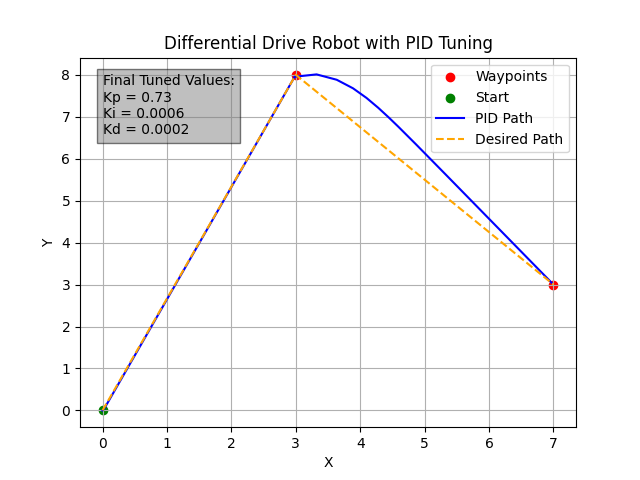 Differential Drive Robot with PID Tuning
Final Tuned Values:
Kp = 0.73
Ki = 0.0006
Kd = 0.0002
Waypoints
Start
PID Path
Desired Path
8
7
6
5
4
3
2
1
0
Y
0 1 2 3 4 5 6 7
X